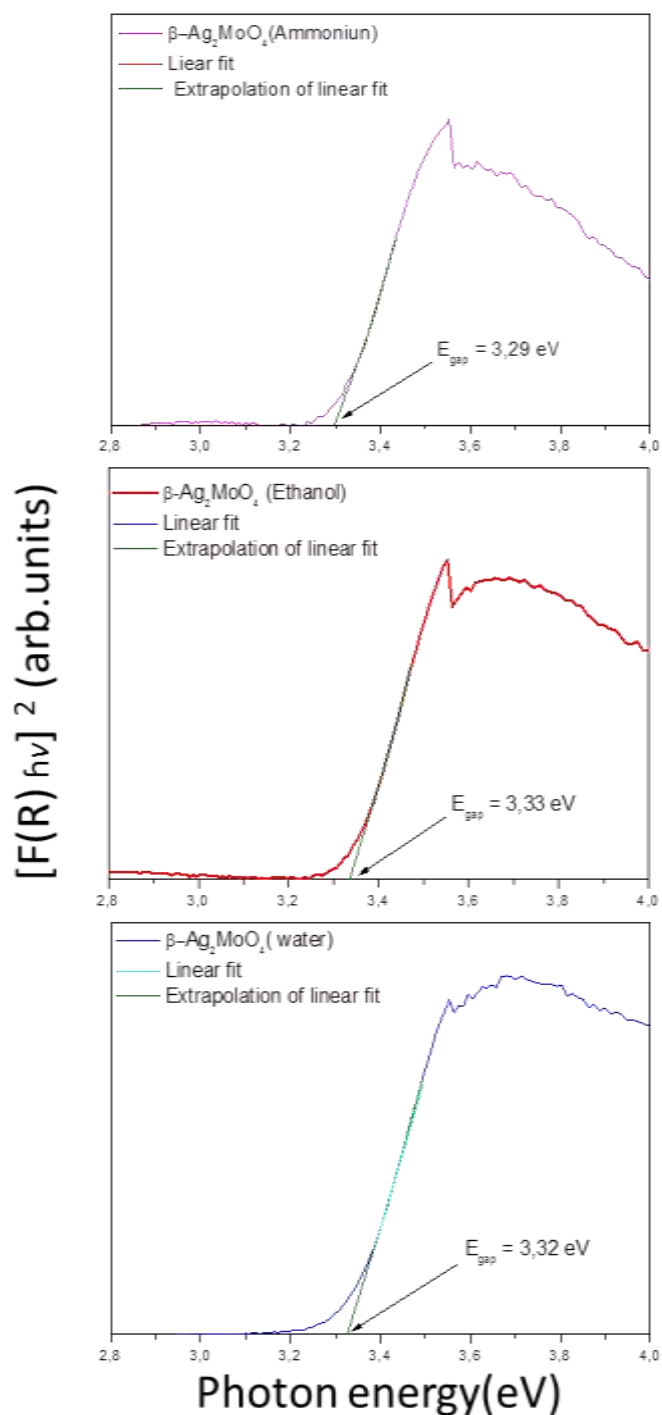 β–Ag₂MoO₄(Ammoniun)
Liear fit
Extrapolation of linear fit
E_gap = 3,29 eV
2,8 3,0 3,2 3,4 3,6 3,8 4,0
β-Ag₂MoO₄ (Ethanol)
Linear fit
Extrapolation of linear fit
E_gap = 3,33 eV
2,8 3,0 3,2 3,4 3,6 3,8 4,0
β–Ag₂MoO₄( water)
Linear fit
Extrapolation of linear fit
E_gap = 3,32 eV
2,8 3,0 3,2 3,4 3,6 3,8 4,0
[F(R) hν] ² (arb.units)
Photon energy(eV)